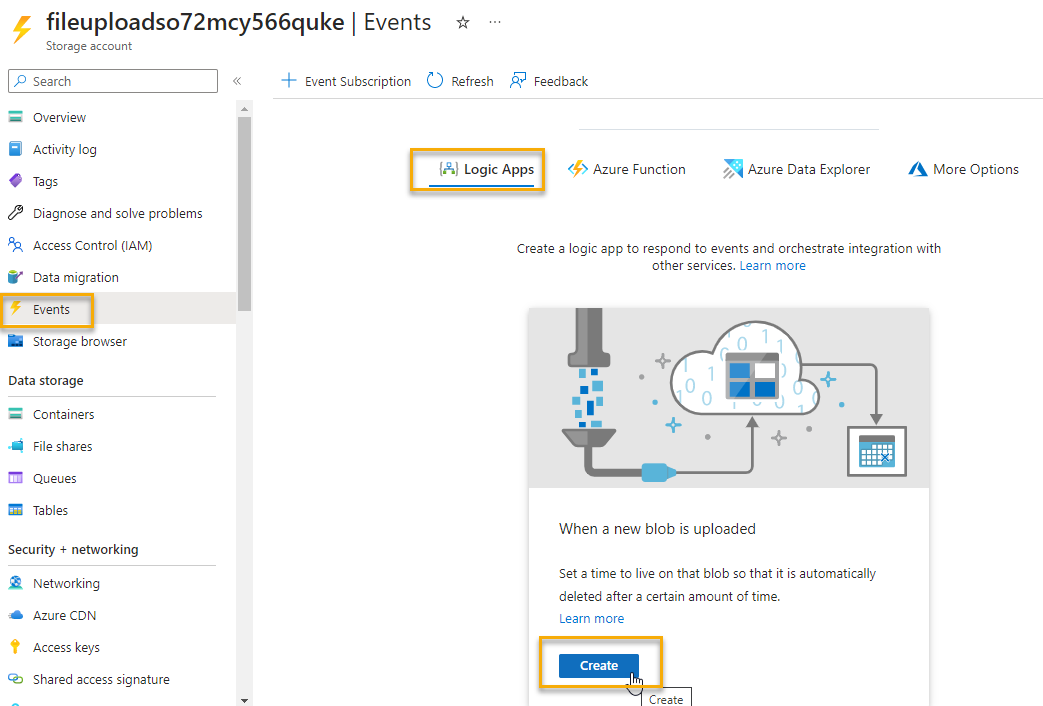 fileuploadso72mcy566quke | Events
Storage account
Search
Event Subscription
Refresh
Feedback
Overview
Activity log
Tags
Diagnose and solve problems
Access Control (IAM)
Data migration
Events
Storage browser
Data storage
Containers
File shares
Queues
Tables
Security + networking
Networking
Azure CDN
Access keys
Shared access signature
Logic Apps
Azure Function
Azure Data Explorer
More Options
Create a logic app to respond to events and orchestrate integration with
other services. Learn more
When a new blob is uploaded
Set a time to live on that blob so that it is automatically
deleted after a certain amount of time.
Learn more
Create
Create